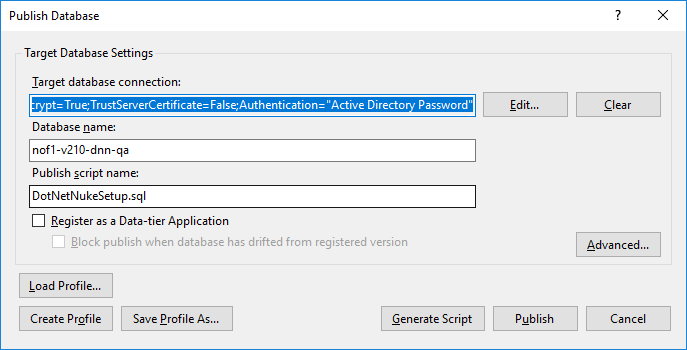 Publish Database
Target Database Settings
Target database connection:
crypt=True;TrustServerCertificate=False;Authentication="Active Directory Password"
Edit...
Clear
Database name:
nof1-v210-dnn-qa
Publish script name:
DotNetNukeSetup.sql
Register as a Data-tier Application
Block publish when database has drifted from registered version
Advanced...
Load Profile...
Create Profile
Save Profile As...
Generate Script
Publish
Cancel